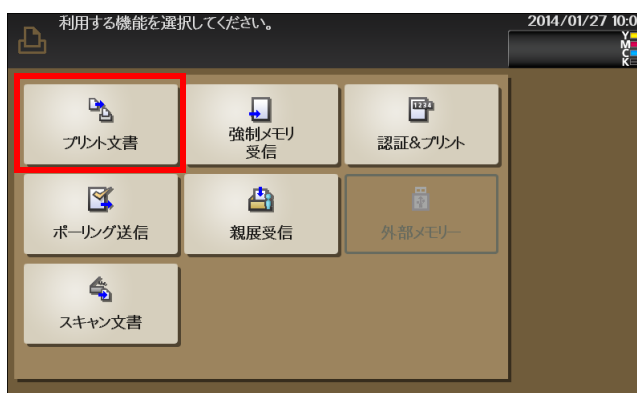 利用する機能を選択してください。
2014/01/27 10:0
Y
M
C
K
プリント文書
強制メモリ
受信
認証&プリント
ポーリング送信
親展受信
外部メモリー
スキャン文書